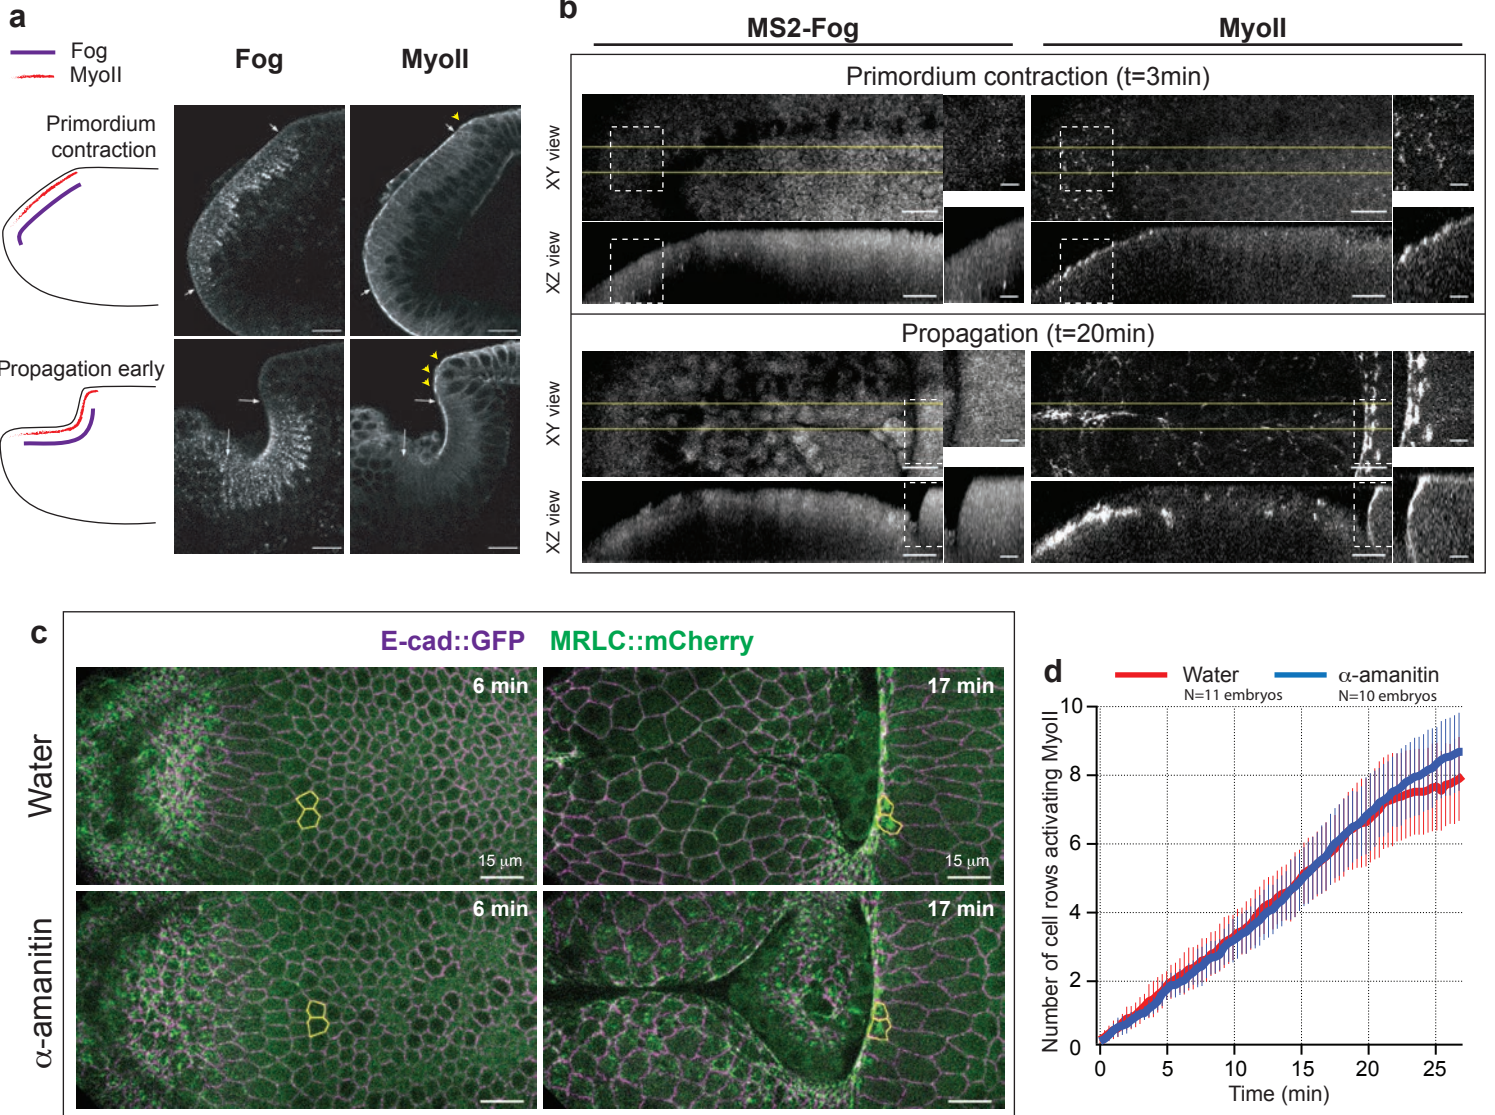 a
Fog
MyoII
Fog
MyoII
Primordium
contraction
Propagation early
b
MS2-Fog
MyoII
Primordium contraction (t=3min)
XY view
XZ view
Propagation (t=20min)
XY view
XZ view
c
E-cad::GFP
MRLC::mCherry
Water
6 min
15 μm
17 min
15 μm
α-amanitin
6 min
17 min
d
Water
N=11 embryos
α-amanitin
N=10 embryos
Number of cell rows activating MyoII
10
8
6
4
2
0
0
5
10
15
20
25
Time (min)